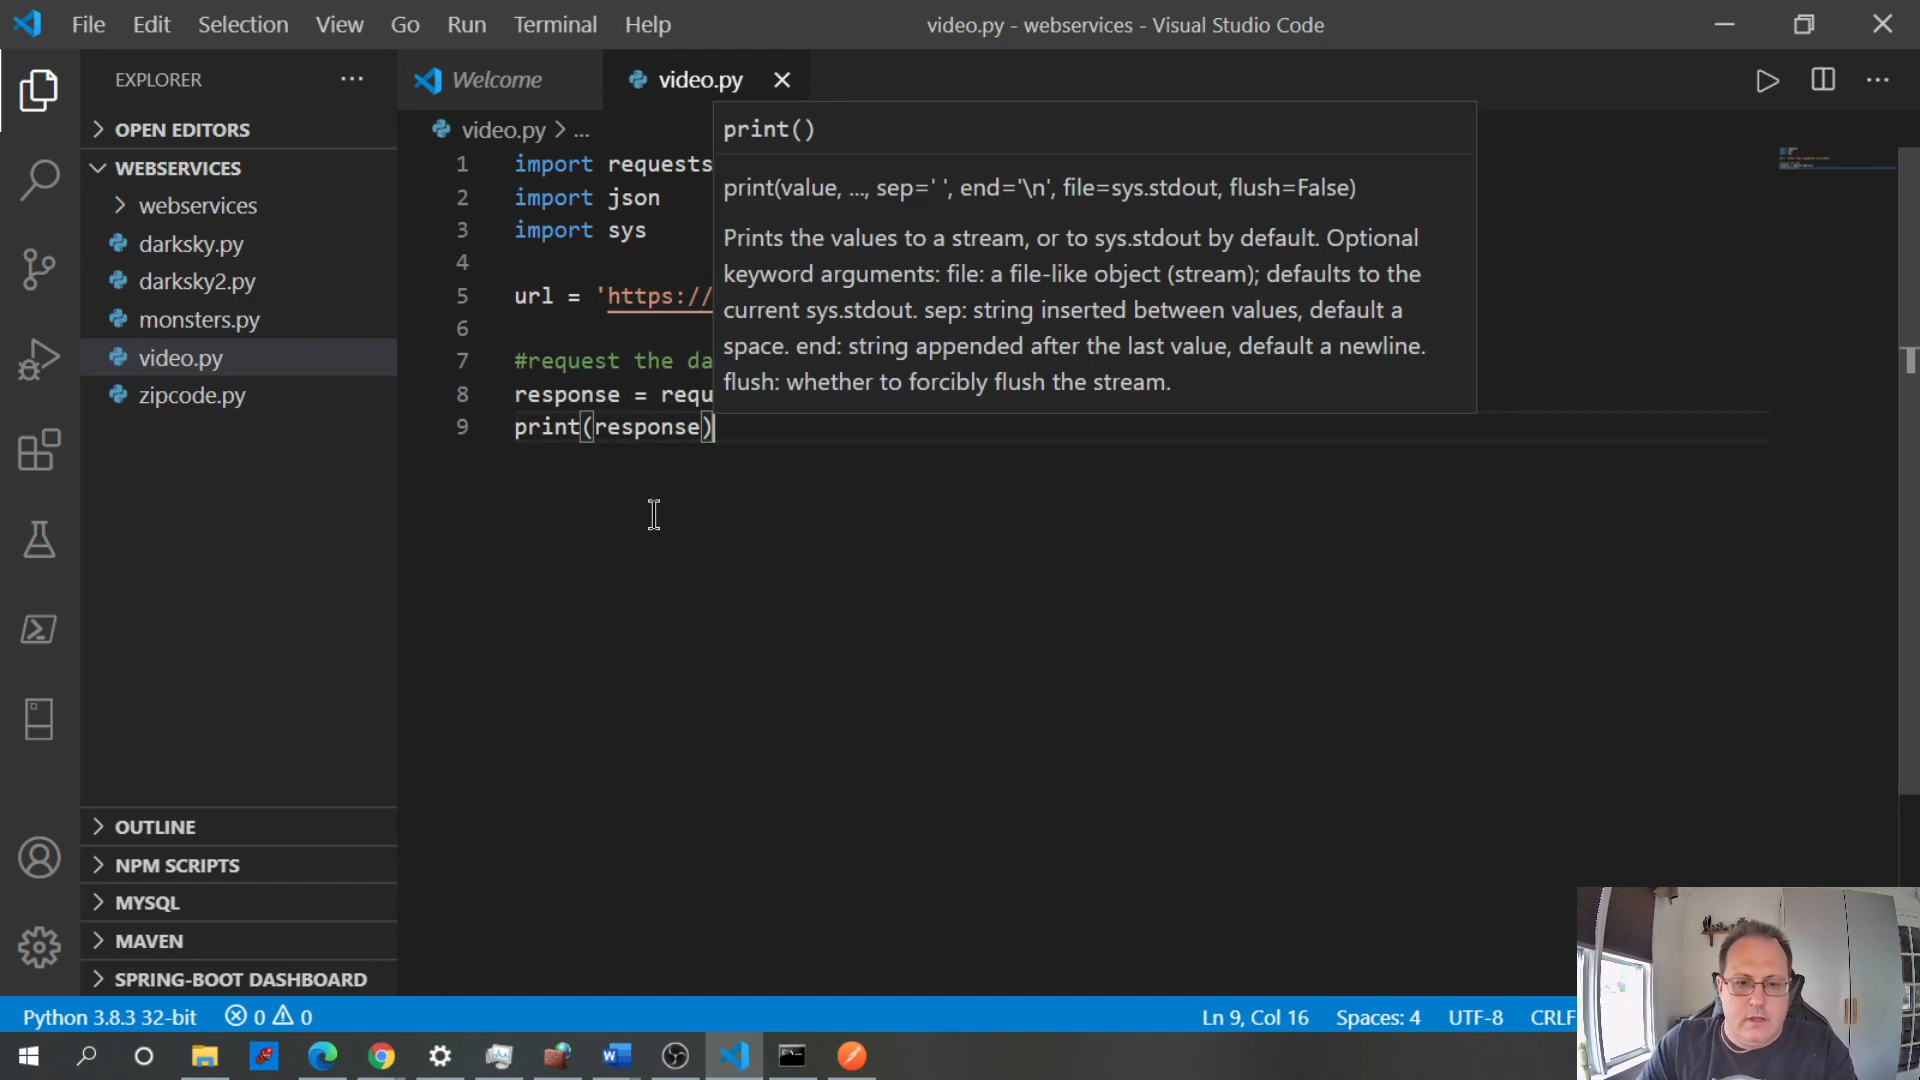 File Edit Selection View Go Run Terminal Help
video.py - webservices - Visual Studio Code
EXPLORER
OPEN EDITORS
WEBSERVICES
webservices
darksky.py
darksky2.py
monsters.py
video.py
zipcode.py
OUTLINE
NPM SCRIPTS
MYSQL
MAVEN
SPRING-BOOT DASHBOARD
Welcome
video.py
video.py > ...
1 import requests
2 import json
3 import sys
4
5 url = 'https://
6
7 #request the da
8 response = requ
9 print(response)
print()
print(value, ..., sep=' ', end='\n', file=sys.stdout, flush=False)
Prints the values to a stream, or to sys.stdout by default. Optional
keyword arguments: file: a file-like object (stream); defaults to the
current sys.stdout. sep: string inserted between values, default a
space. end: string appended after the last value, default a newline.
flush: whether to forcibly flush the stream.
Python 3.8.3 32-bit 0 0
Ln 9, Col 16 Spaces: 4 UTF-8 CRLF